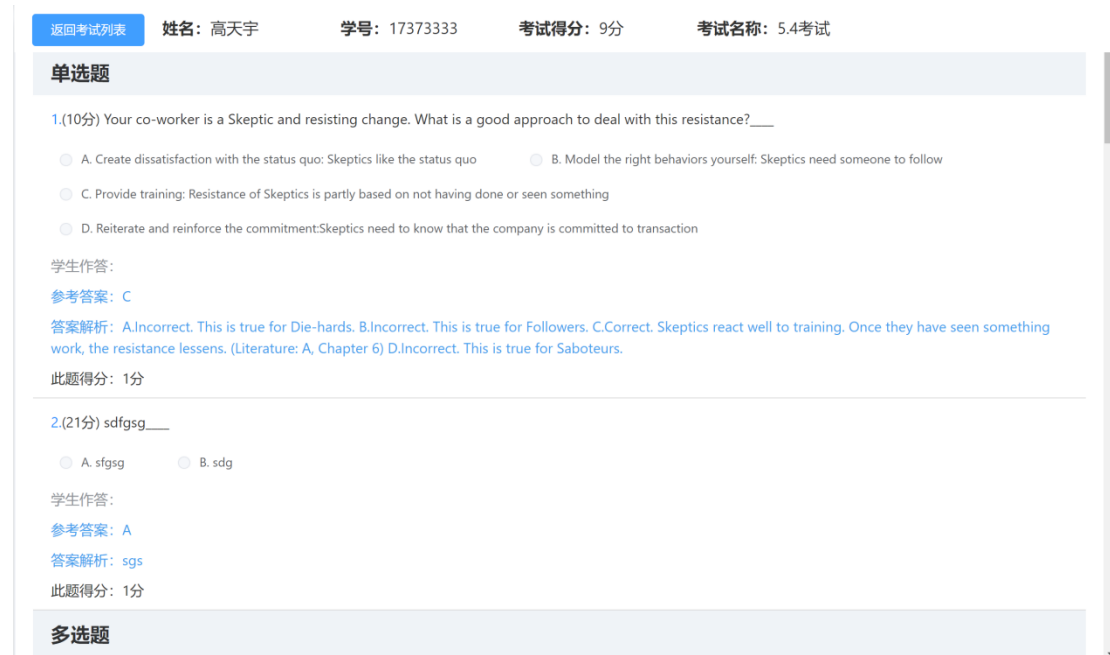 返回考试列表 姓名：高天宇 学号：17373333 考试得分：9分 考试名称：5.4考试
单选题
1.(10分) Your co-worker is a Skeptic and resisting change. What is a good approach to deal with this resistance?____
A. Create dissatisfaction with the status quo: Skeptics like the status quo B. Model the right behaviors yourself: Skeptics need someone to follow
C. Provide training: Resistance of Skeptics is partly based on not having done or seen something
D. Reiterate and reinforce the commitment:Skeptics need to know that the company is committed to transaction
学生作答：
参考答案：C
答案解析：A.Incorrect. This is true for Die-hards. B.Incorrect. This is true for Followers. C.Correct. Skeptics react well to training. Once they have seen something
work, the resistance lessens. (Literature: A, Chapter 6) D.Incorrect. This is true for Saboteurs.
此题得分：1分
2.(21分) sdfgsg____
A. sfgsg B. sdg
学生作答：
参考答案：A
答案解析：sgs
此题得分：1分
多选题